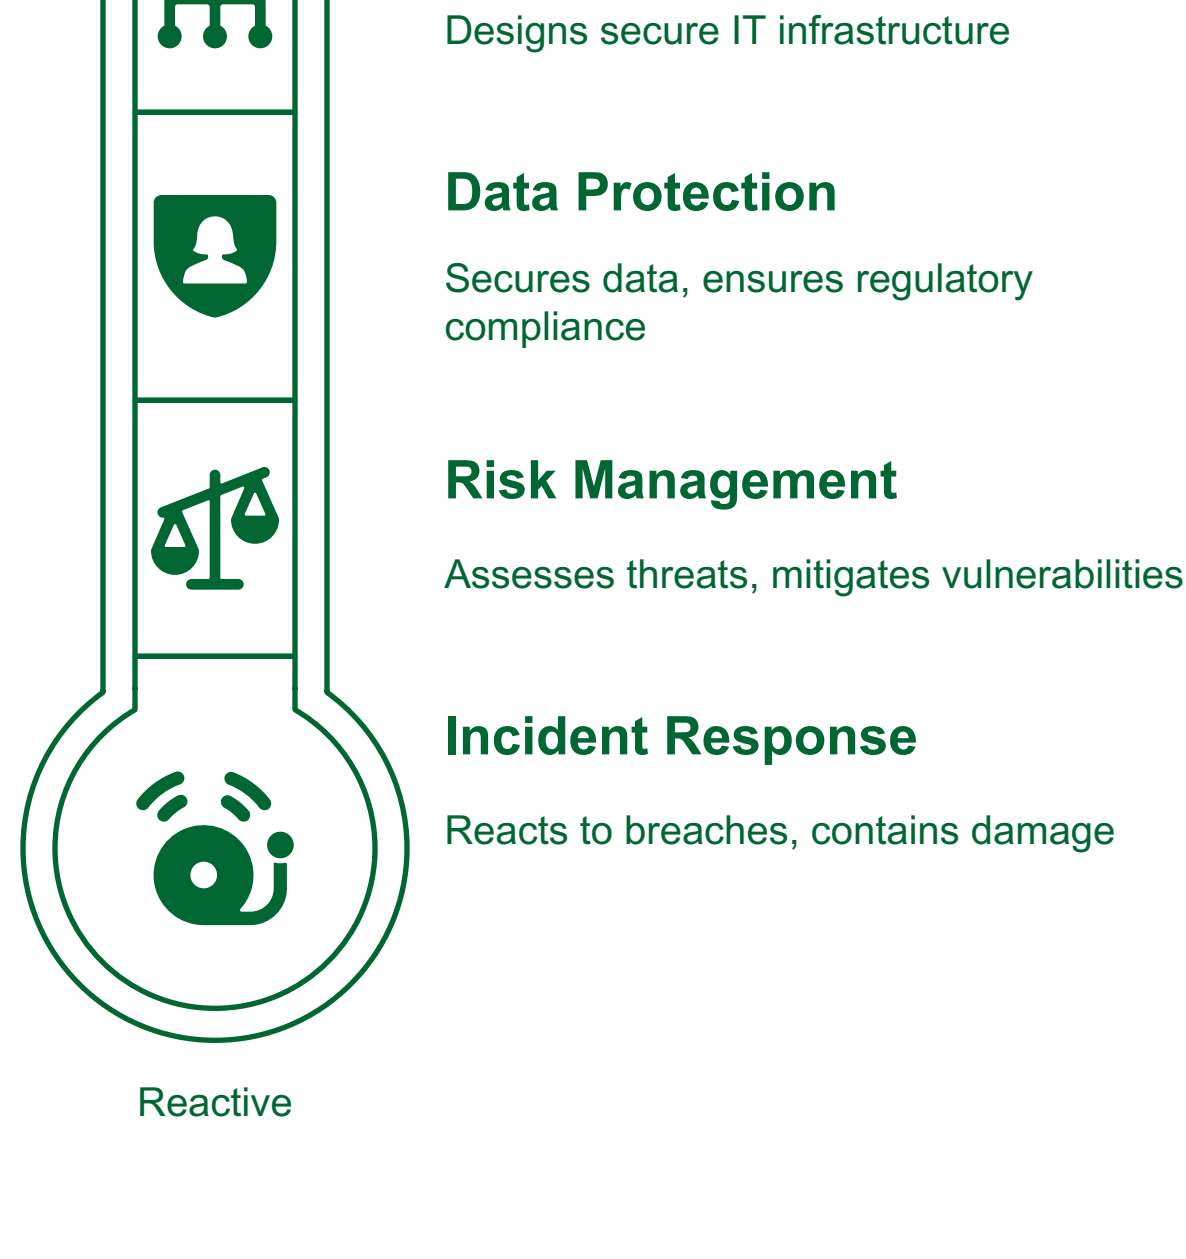 Designs secure IT infrastructure
Data Protection
Secures data, ensures regulatory
compliance
Risk Management
Assesses threats, mitigates vulnerabilities
Incident Response
Reacts to breaches, contains damage
Reactive